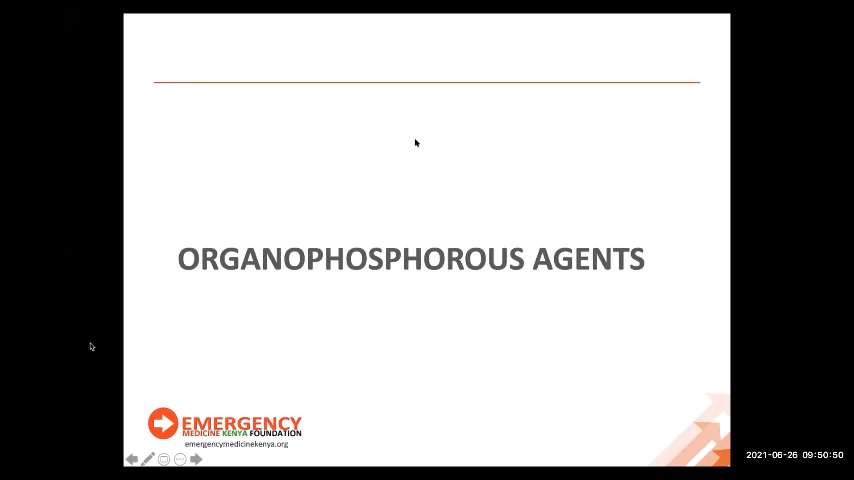 ORGANOPHOSPHOROUS AGENTS
EMERGENCY
MEDICINE KENYA FOUNDATION
emergencymedicinekenya.org
2021-06-26 09:50:50